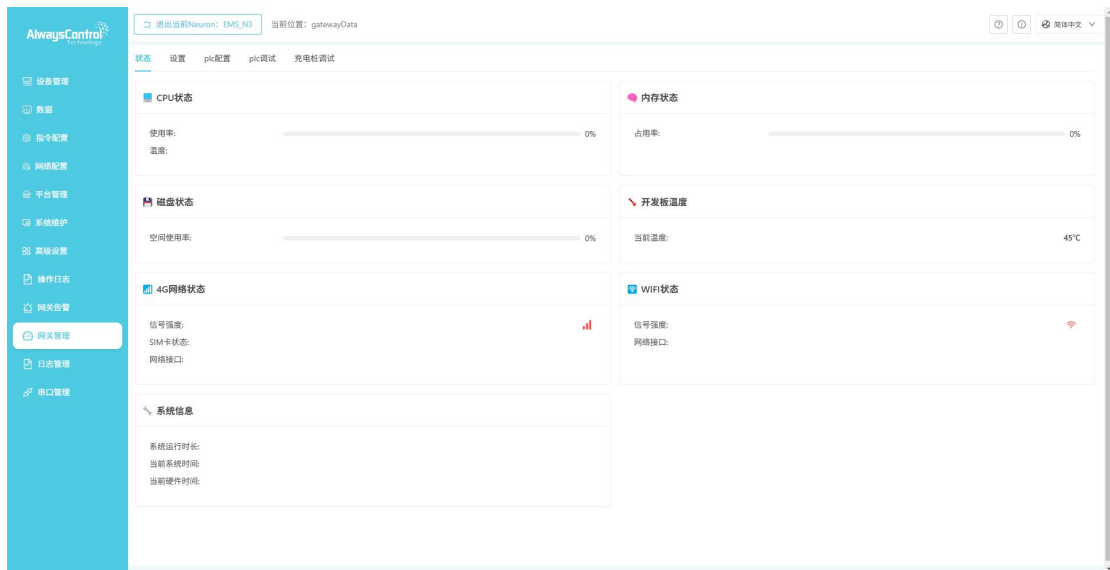 AlwaysControl
Technology
退出当前Neuron: EMS_N3
当前位置: gatewayData
简体中文
设备管理
数据
指令配置
网络配置
平台管理
系统维护
高级设置
操作日志
网关告警
网关管理
日志管理
串口管理
状态 设置 plc配置 plc调试 充电桩调试
CPU状态
使用率: 0%
温度:
内存状态
占用率: 0%
磁盘状态
空间使用率: 0%
开发板温度
当前温度: 45°C
4G网络状态
信号强度:
SIM卡状态:
网络接口:
WIFI状态
信号强度:
网络接口:
系统信息
系统运行时长:
当前系统时间:
当前硬件时间: